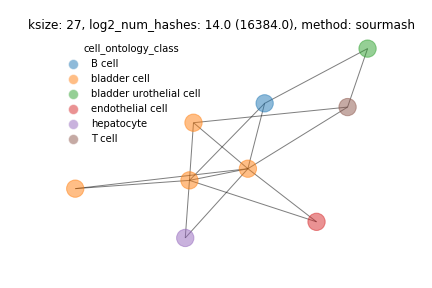 ksize: 27, log2_num_hashes: 14.0 (16384.0), method: sourmash
cell_ontology_class
B cell
bladder cell
bladder urothelial cell
endothelial cell
hepatocyte
T cell